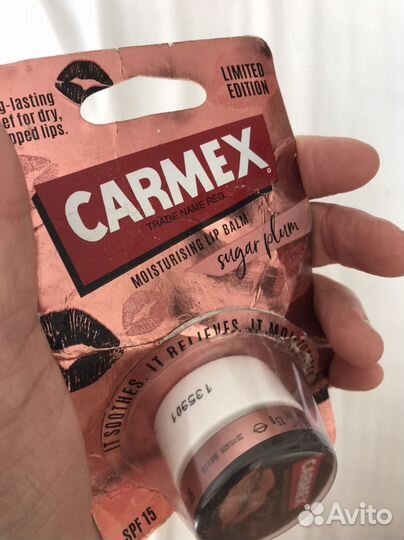 LIMITED
EDITION
g-lasting
ef for dry,
pped lips.
CARMEX
TRADE NAME REG.
MOISTURISING LIP BALM
sugar plum
IT SOOTHES. IT RELIEVES. IT
135901
CARMEX
SPF 15
Avito